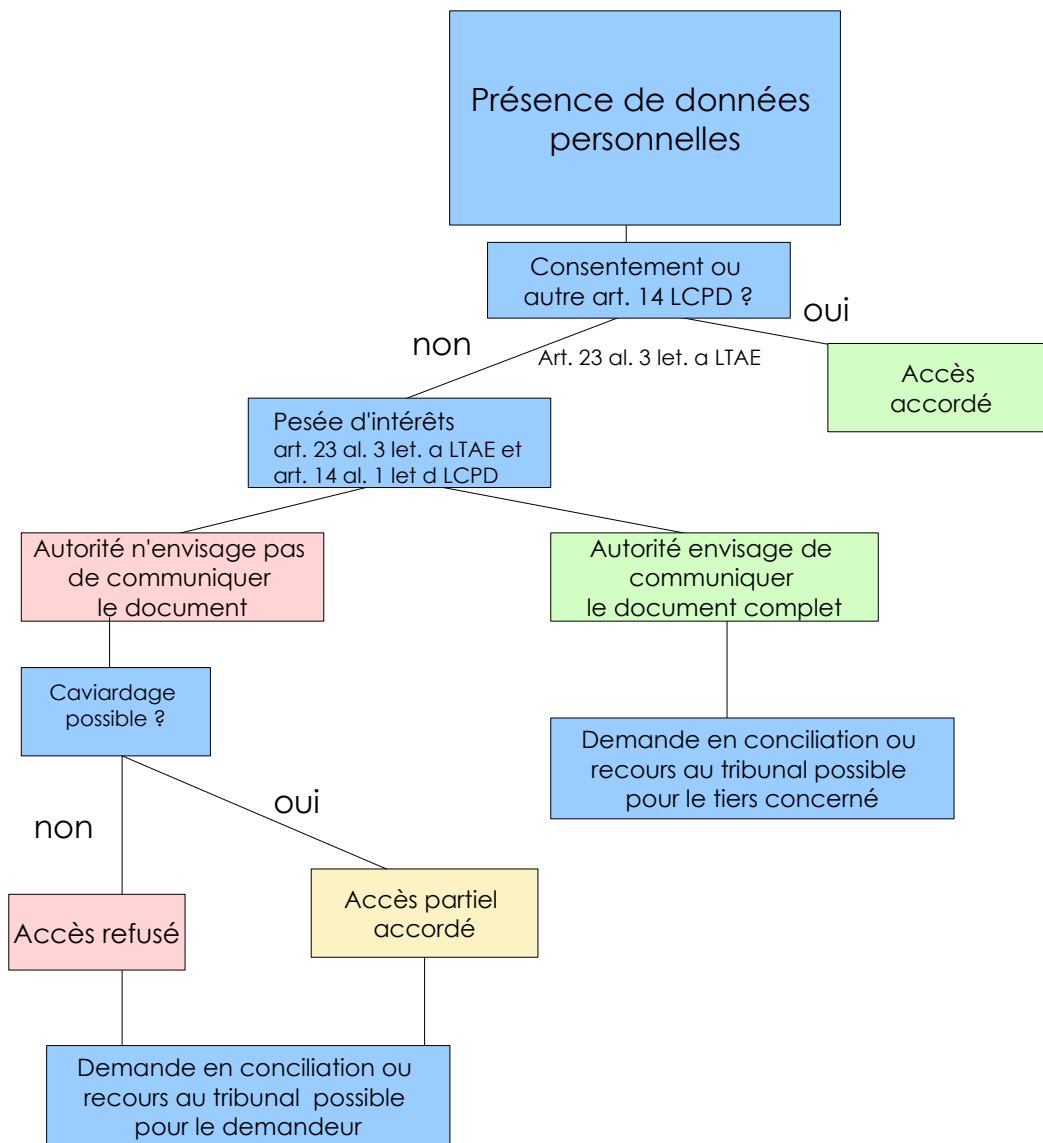 Présence de données
personnelles
Consentement ou
autre art. 14 LCPD ?
non
oui
Art. 23 al. 3 let. a LTAE
Accès
accordé
Pesée d'intérêts
art. 23 al. 3 let. a LTAE et
art. 14 al. 1 let d LCPD
Autorité n'envisage pas
de communiquer
le document
Autorité envisage de
communiquer
le document complet
Caviardage
possible ?
Demande en conciliation ou
recours au tribunal possible
pour le tiers concerné
non
oui
Accès refusé
Accès partiel
accordé
Demande en conciliation ou
recours au tribunal  possible
pour le demandeur